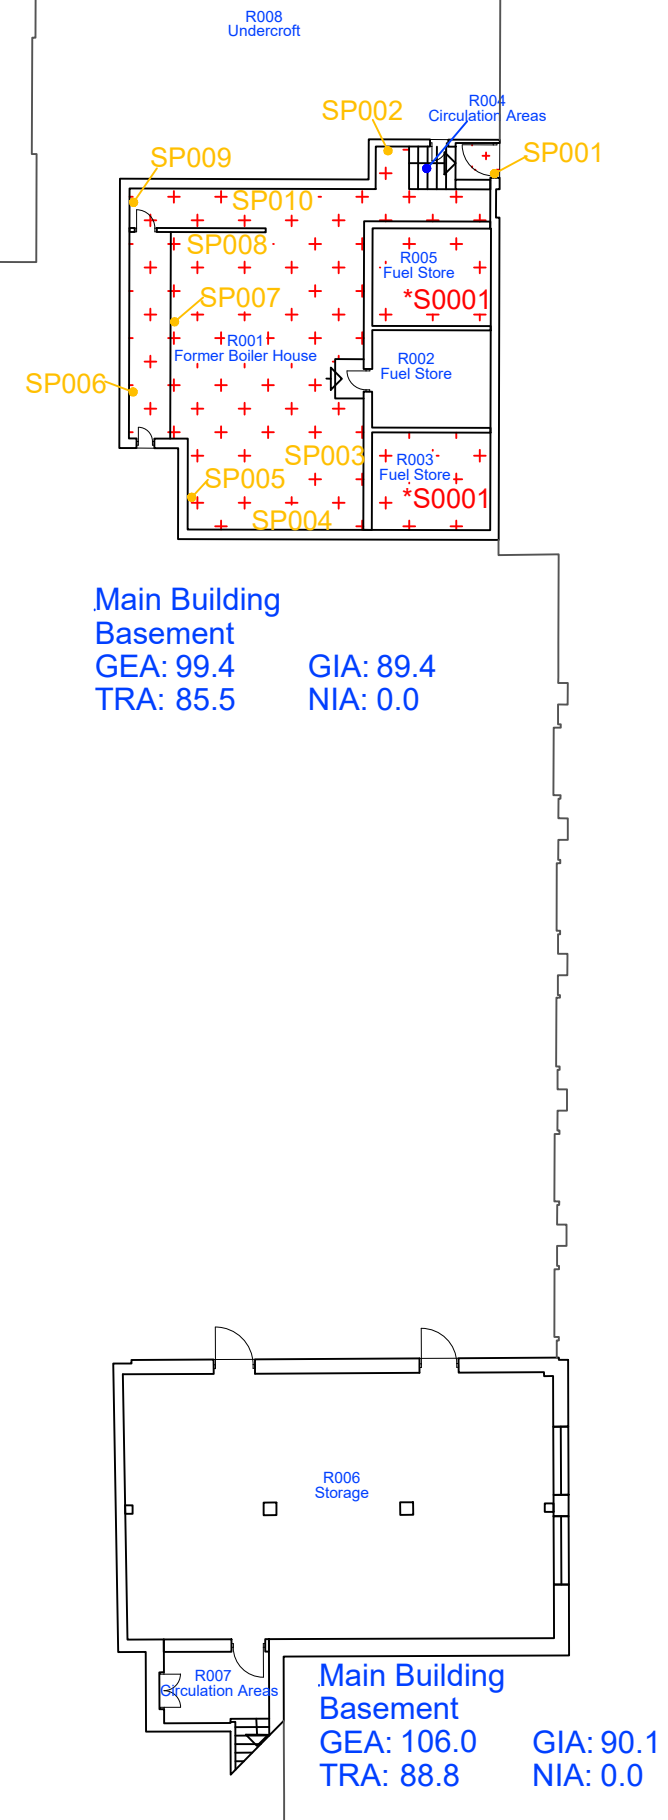 R008
Undercroft
R004
Circulation Areas
SP002
SP001
SP009
SP010
SP008
R005
Fuel Store
*S0001
SP007
R001
Former Boiler House
R002
Fuel Store
SP006
SP003
R003
Fuel Store
SP005
*S0001
SP004
Main Building
Basement
GEA: 99.4 GIA: 89.4
TRA: 85.5 NIA: 0.0
R006
Storage
R007
Circulation Areas
Main Building
Basement
GEA: 106.0 GIA: 90.1
TRA: 88.8 NIA: 0.0